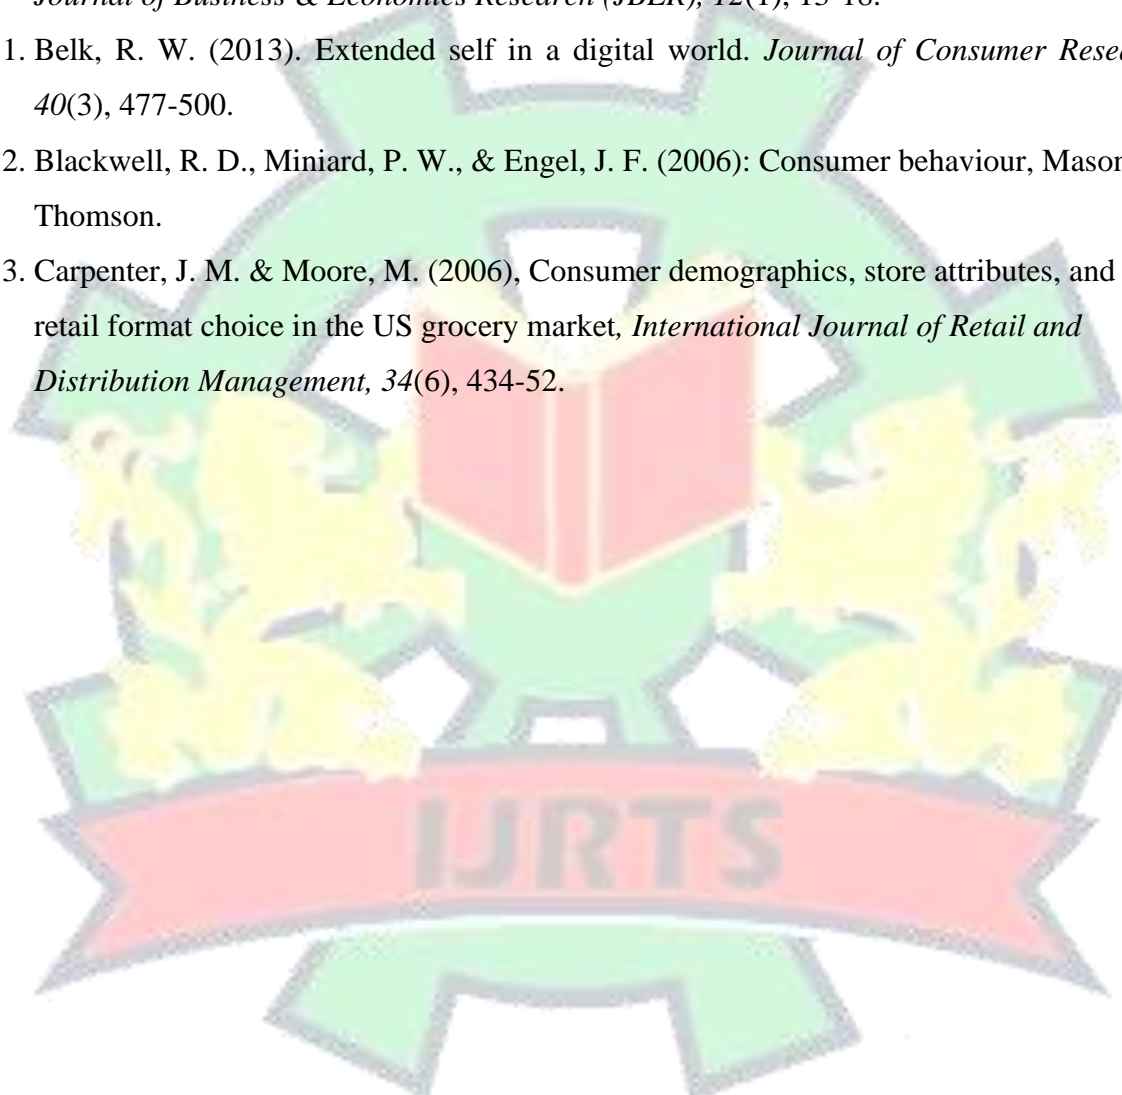 Journal of Business & Economics Research (JBER), 12(1), 13-18.
1. Belk, R. W. (2013). Extended self in a digital world. Journal of Consumer Rese
40(3), 477-500.
2. Blackwell, R. D., Miniard, P. W., & Engel, J. F. (2006): Consumer behaviour, Mason
Thomson.
3. Carpenter, J. M. & Moore, M. (2006), Consumer demographics, store attributes, and
retail format choice in the US grocery market, International Journal of Retail and
Distribution Management, 34(6), 434-52.
IJRTS